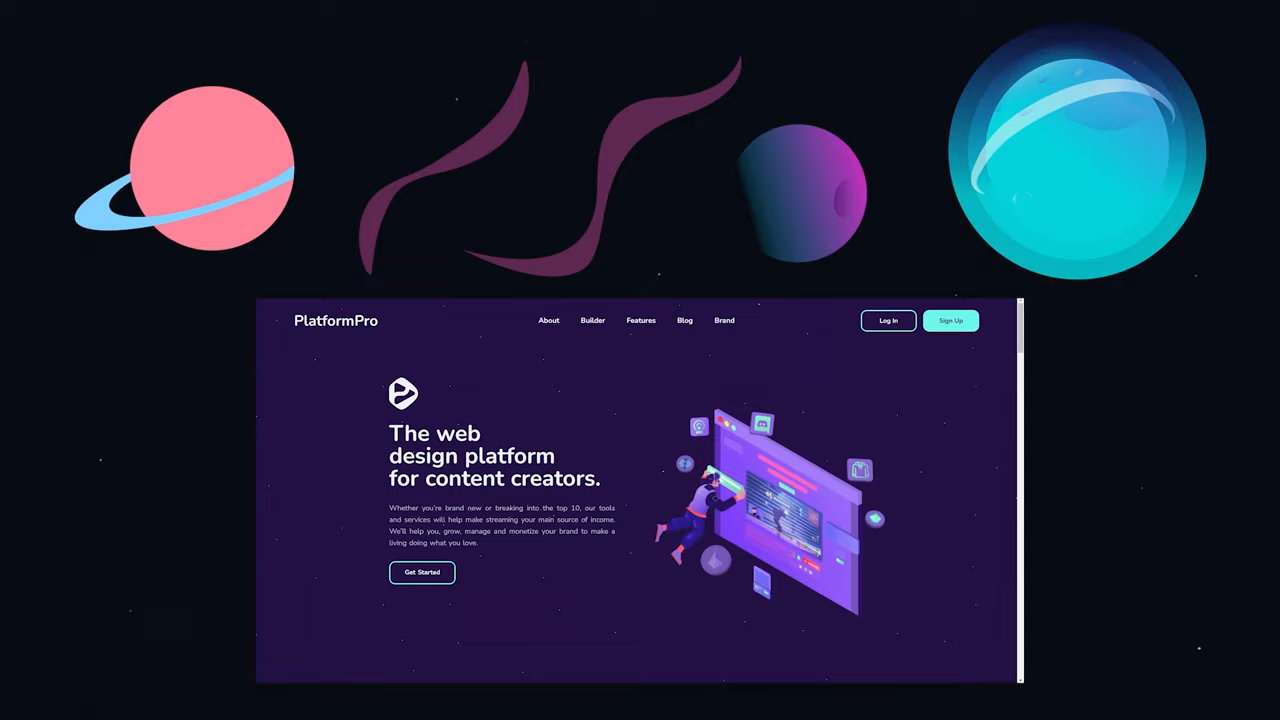 PlatformPro
About
Builder
Features
Blog
Brand
Log In
Sign Up
The web
design platform
for content creators.
Whether you're brand new or breaking into the top 10, our tools
and services will help make streaming your main source of income.
We'll help you, grow, manage and monetize your brand to make a
living doing what you love.
Get Started